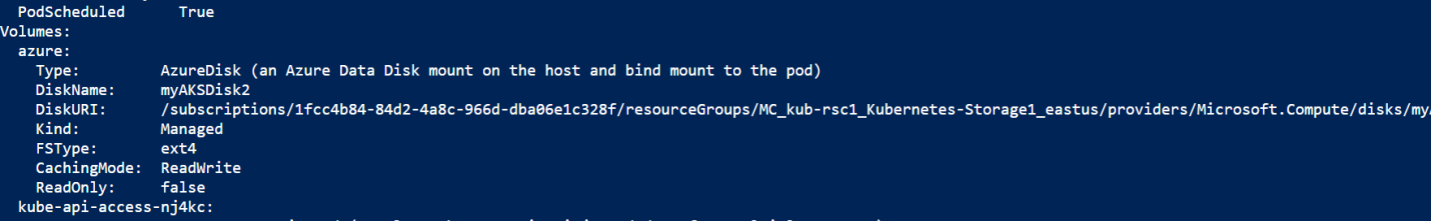 PodScheduled      True
Volumes:
  azure:
    Type:         AzureDisk (an Azure Data Disk mount on the host and bind mount to the pod)
    DiskName:     myAKSDisk2
    DiskURI:      /subscriptions/1fcc4b84-84d2-4a8c-966d-dba06e1c328f/resourceGroups/MC_kub-rsc1_Kubernetes-Storage1_eastus/providers/Microsoft.Compute/disks/my
    Kind:         Managed
    FSType:       ext4
    CachingMode:  ReadWrite
    ReadOnly:     false
  kube-api-access-nj4kc: